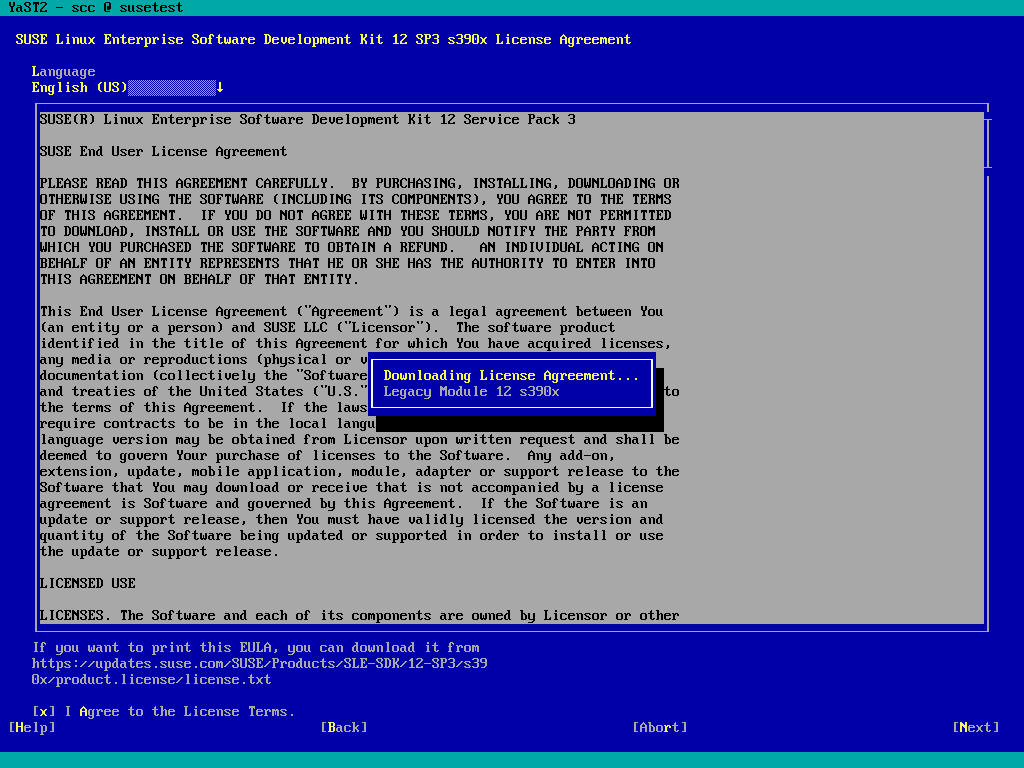 YaST2 - scc @ susetest
SUSE Linux Enterprise Software Development Kit 12 SP3 s390x License Agreement
Language
English (US)↓
SUSE(R) Linux Enterprise Software Development Kit 12 Service Pack 3
SUSE End User License Agreement
PLEASE READ THIS AGREEMENT CAREFULLY.  BY PURCHASING, INSTALLING, DOWNLOADING OR
OTHERWISE USING THE SOFTWARE (INCLUDING ITS COMPONENTS), YOU AGREE TO THE TERMS
OF THIS AGREEMENT.  IF YOU DO NOT AGREE WITH THESE TERMS, YOU ARE NOT PERMITTED
TO DOWNLOAD, INSTALL OR USE THE SOFTWARE AND YOU SHOULD NOTIFY THE PARTY FROM
WHICH YOU PURCHASED THE SOFTWARE TO OBTAIN A REFUND.   AN INDIVIDUAL ACTING ON
BEHALF OF AN ENTITY REPRESENTS THAT HE OR SHE HAS THE AUTHORITY TO ENTER INTO
THIS AGREEMENT ON BEHALF OF THAT ENTITY.
This End User License Agreement ("Agreement") is a legal agreement between You
(an entity or a person) and SUSE LLC ("Licensor").  The software product
identified in the title of this Agreement for which You have acquired licenses,
any media or reproductions (physical or v
documentation (collectively the "Software
and treaties of the United States ("U.S." to
the terms of this Agreement.  If the laws
require contracts to be in the local langu
Downloading License Agreement...
Legacy Module 12 s390x
language version may be obtained from Licensor upon written request and shall be
deemed to govern Your purchase of licenses to the Software.  Any add-on,
extension, update, mobile application, module, adapter or support release to the
Software that You may download or receive that is not accompanied by a license
agreement is Software and governed by this Agreement.  If the Software is an
update or support release, then You must have validly licensed the version and
quantity of the Software being updated or supported in order to install or use
the update or support release.
LICENSED USE
LICENSES. The Software and each of its components are owned by Licensor or other
If you want to print this EULA, you can download it from
https://updates.suse.com/SUSE/Products/SLE-SDK/12-SP3/s39
0x/product.license/license.txt
[x] I Agree to the License Terms.
[Help] [Back] [Abort] [Next]